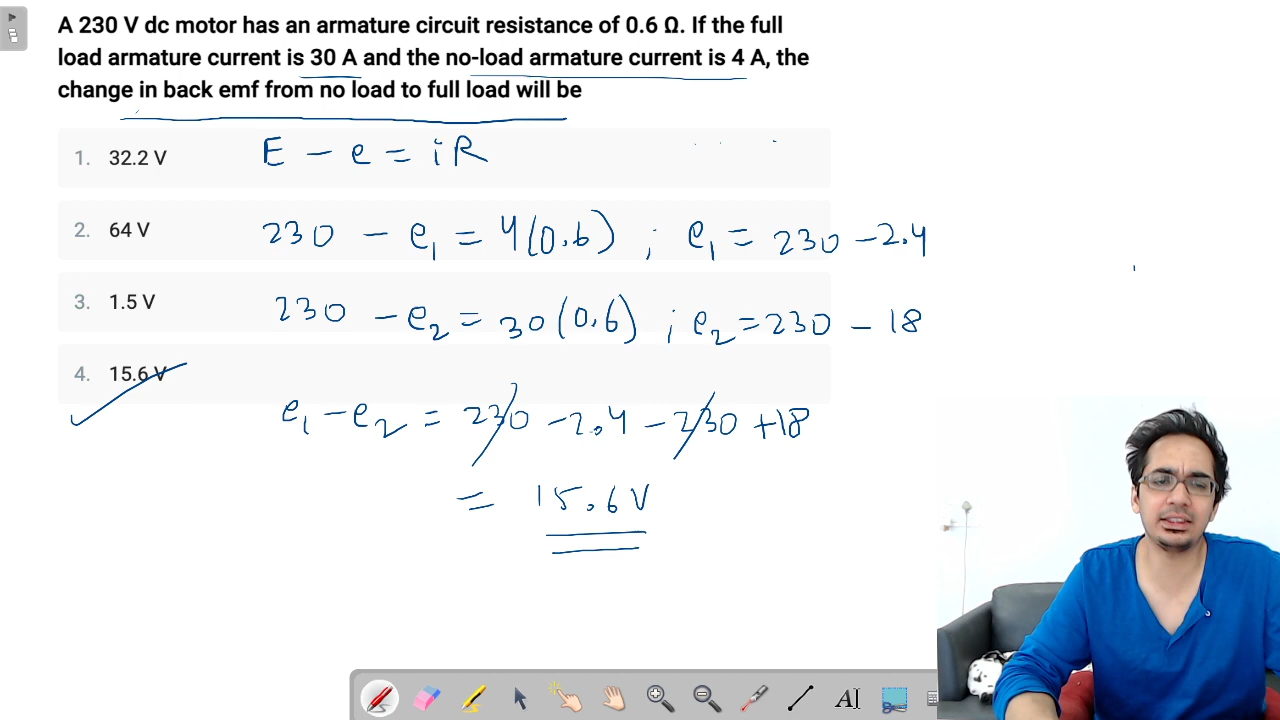 A 230 V dc motor has an armature circuit resistance of 0.6 Ω. If the full
load armature current is 30 A and the no-load armature current is 4 A, the
change in back emf from no load to full load will be
1. 32.2 V
E - e = iR
2. 64 V
230 - e₁ = 4(0.6) ; e₁ = 230 - 2.4
3. 1.5 V
230 - e₂ = 30(0.6) ; e₂ = 230 - 18
4. 15.6 V
e₁ - e₂ = 230 - 2.4 - 230 + 18
= 15.6 V
AI